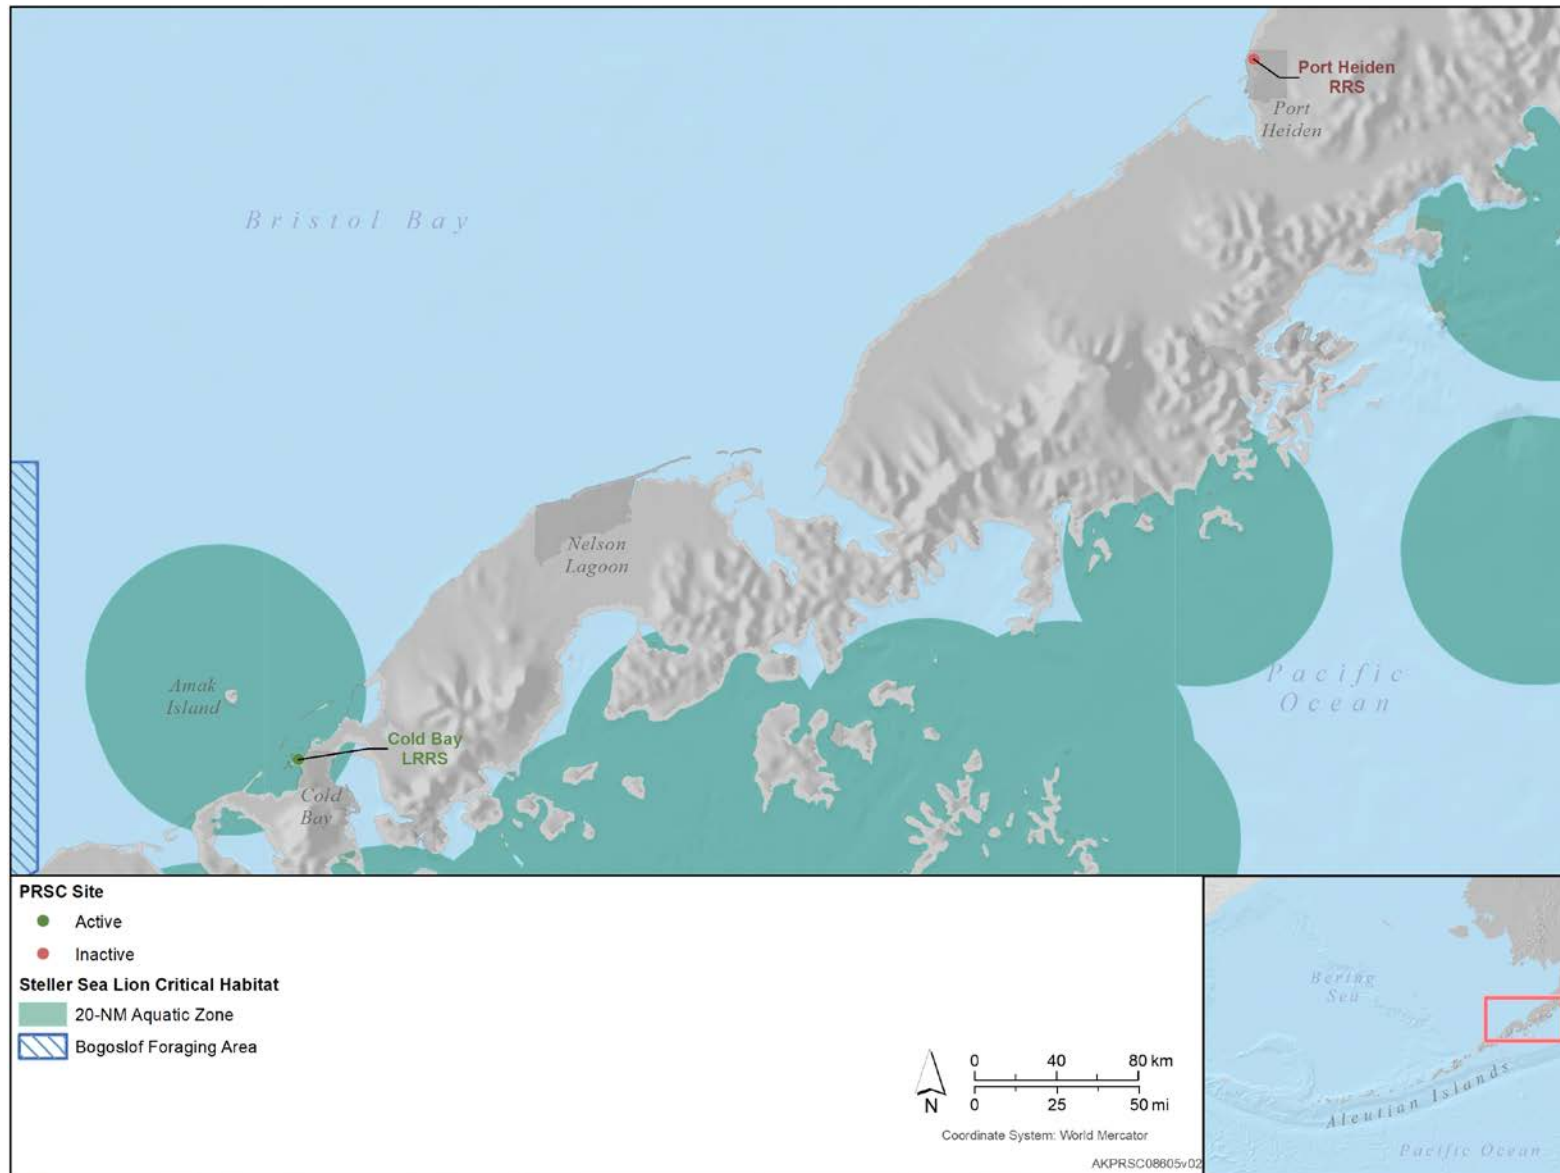 Port Heiden
RRS
Port
Heiden
Bristol Bay
Nelson
Lagoon
Amak
Island
Pacific
Ocean
Cold Bay
LRRS
Cold
Bay
PRSC Site
Active
Inactive
Steller Sea Lion Critical Habitat
20-NM Aquatic Zone
Bogoslof Foraging Area
0 40 80 km
0 25 50 mi
N
Coordinate System: World Mercator
AKPRSC08605v02
Bering
Sea
Aleutian Islands
Pacific Ocean